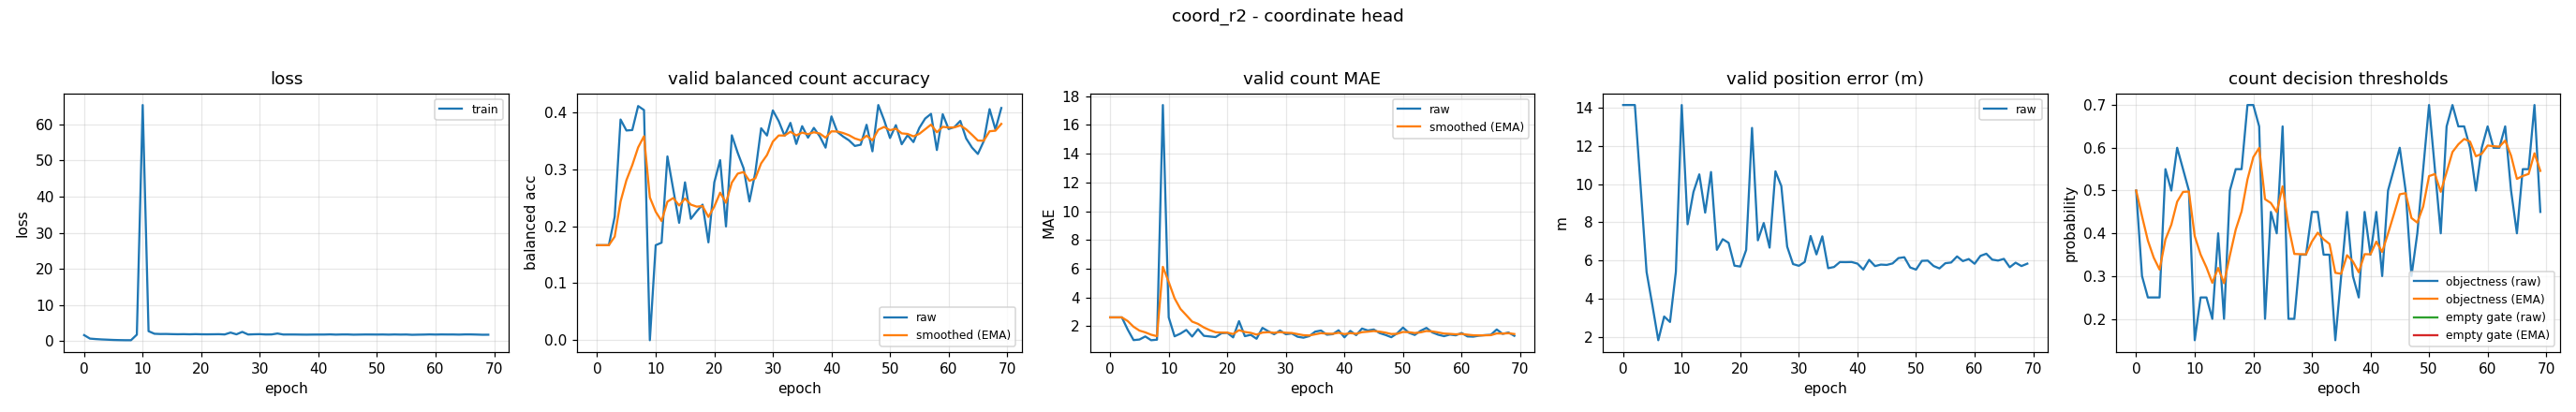 coord_r2 - coordinate head
loss
train
60
50
40
30
20
10
0
loss
0 10 20 30 40 50 60 70
epoch
valid balanced count accuracy
raw
smoothed (EMA)
0.4
0.3
0.2
0.1
0.0
balanced acc
0 10 20 30 40 50 60 70
epoch
valid count MAE
raw
smoothed (EMA)
18
16
14
12
10
8
6
4
2
MAE
0 10 20 30 40 50 60 70
epoch
valid position error (m)
raw
14
12
10
8
6
4
2
m
0 10 20 30 40 50 60 70
epoch
count decision thresholds
0.7
0.6
0.5
0.4
0.3
0.2
probability
objectness (raw)
objectness (EMA)
empty gate (raw)
empty gate (EMA)
0 10 20 30 40 50 60 70
epoch